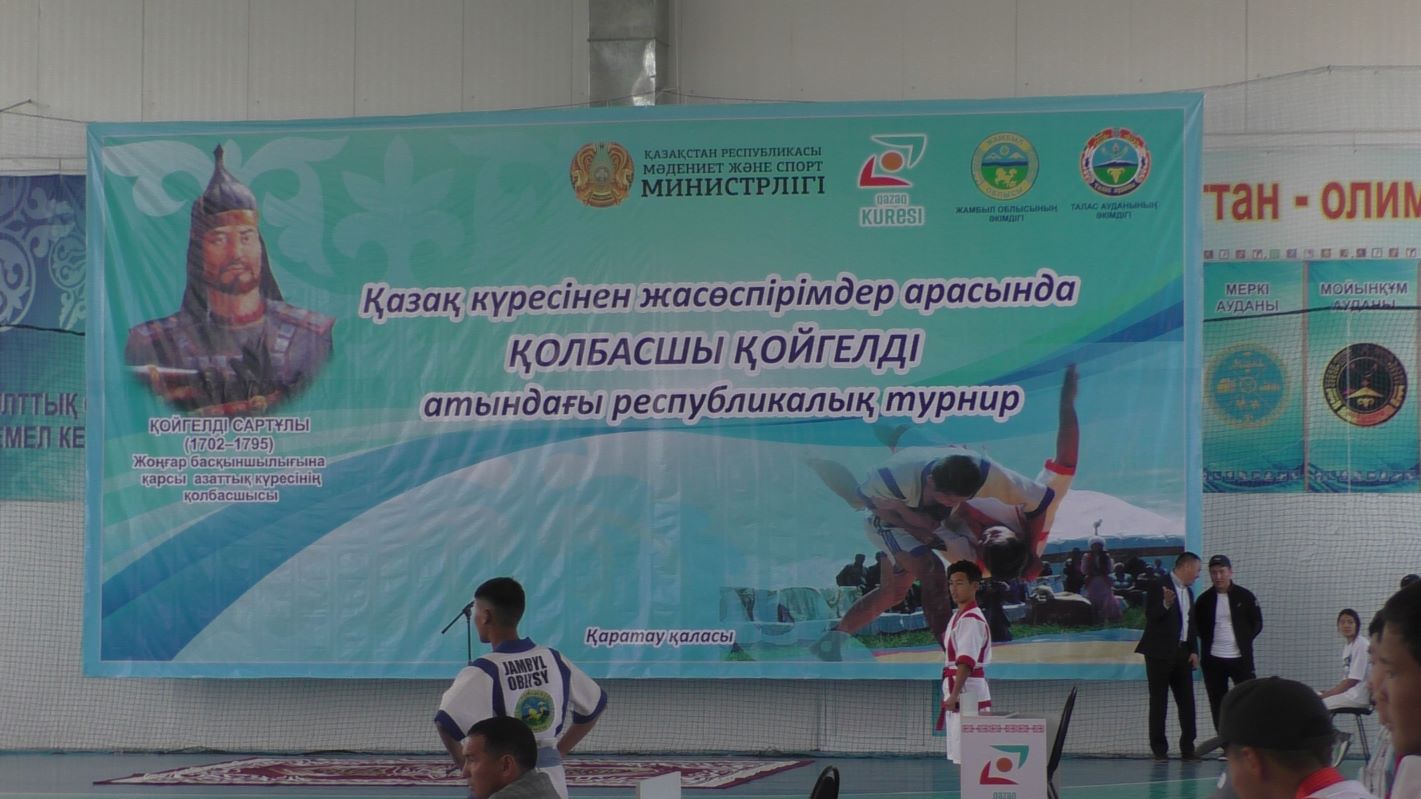 ҚАЗАҚСТАН РЕСПУБЛИКАСЫ
МӘДЕНИЕТ ЖӘНЕ СПОРТ
МИНИСТРЛІГІ
qazaq
KÚRESI
ЖАМБЫЛ ОБЛЫСЫНЫҢ
ӘКІМДІГІ
ТАЛАС АУДАНЫНЫҢ
ӘКІМДІГІ
Қазақ күресінен жасөспірімдер арасында
ҚОЛБАСШЫ ҚОЙГЕЛДІ
атындағы республикалық турнир
ҚОЙГЕЛДІ САРТҰЛЫ
(1702–1795)
Жоңғар басқыншылығына
қарсы азаттық күресінің
қолбасшысы
Қаратау қаласы
ттан - олим
МЕРКІ
АУДАНЫ
МОЙЫНҚҰМ
АУДАНЫ
ЛТТЫҚ
ЕМЕЛ КЕ
JAMBYL
OBLYSY
qazaq